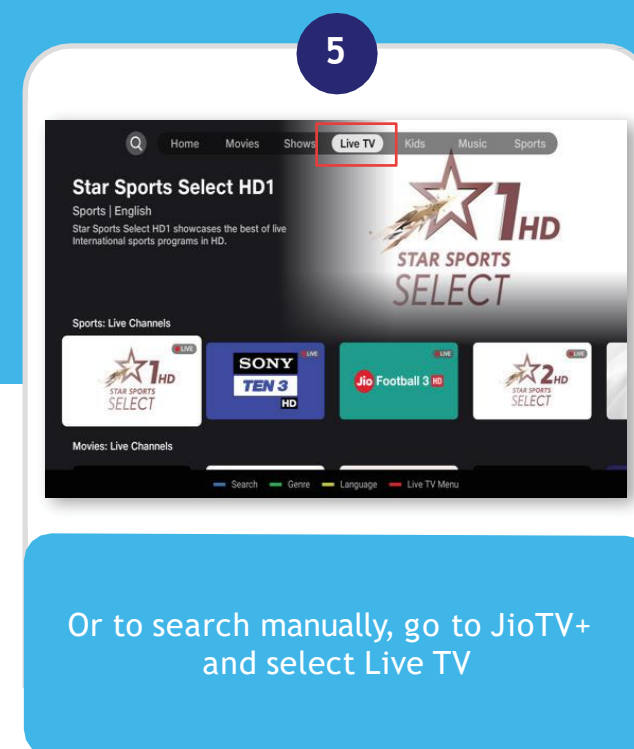 5
Home Movies Shows Live TV Kids Music Sports
Star Sports Select HD1
Sports | English
Star Sports Select HD1 showcases the best of live
International sports programs in HD.
1HD
STAR SPORTS
SELECT
Sports: Live Channels
LIVE
1HD
STAR SPORTS
SELECT
LIVE
SONY
TEN 3
HD
LIVE
Jio Football 3 HD
LIVE
2HD
STAR SPORTS
SELECT
Movies: Live Channels
Search Genre Language Live TV Menu
Or to search manually, go to JioTV+
and select Live TV